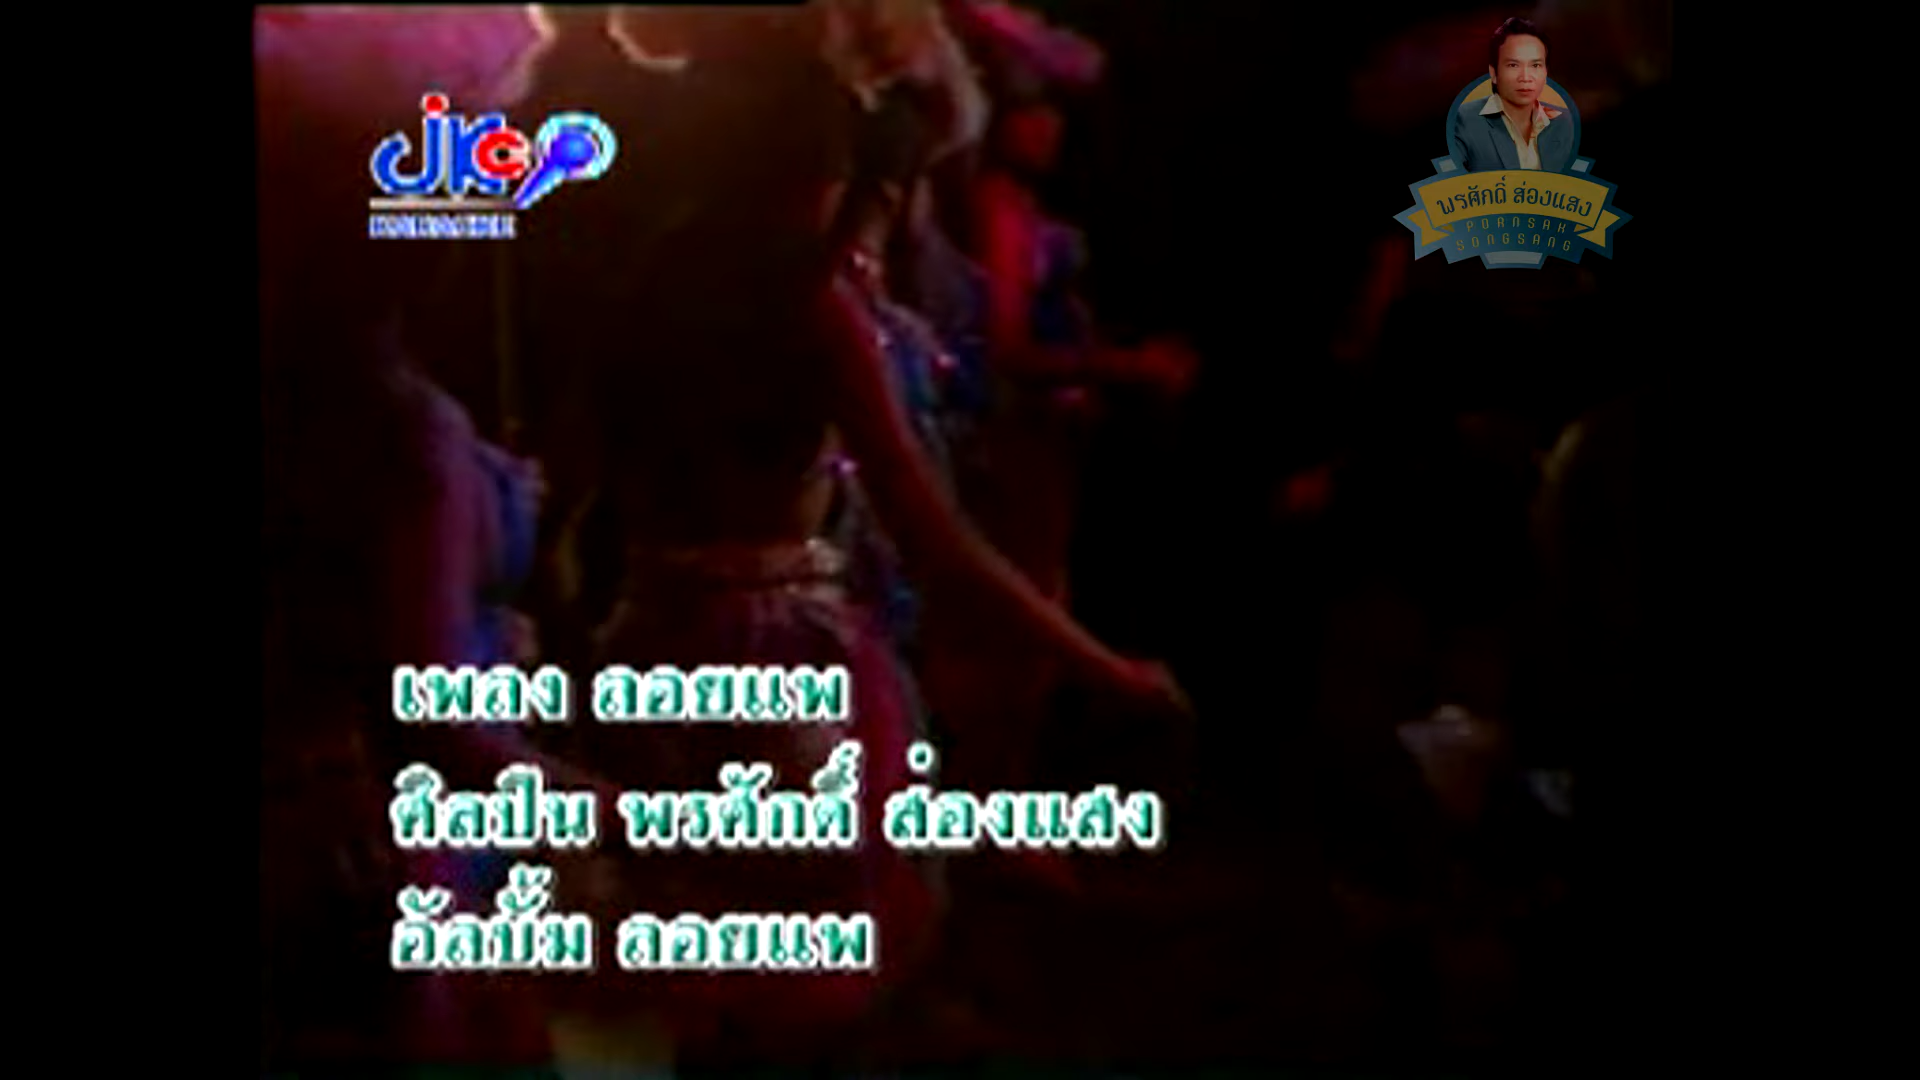 JKC
พรศักดิ์ ส่องแสง
PORNSAK
SONGSANG
เพลง ลอยแพ
ศิลปิน พรศักดิ์ ส่องแสง
อัลบั้ม ลอยแพ